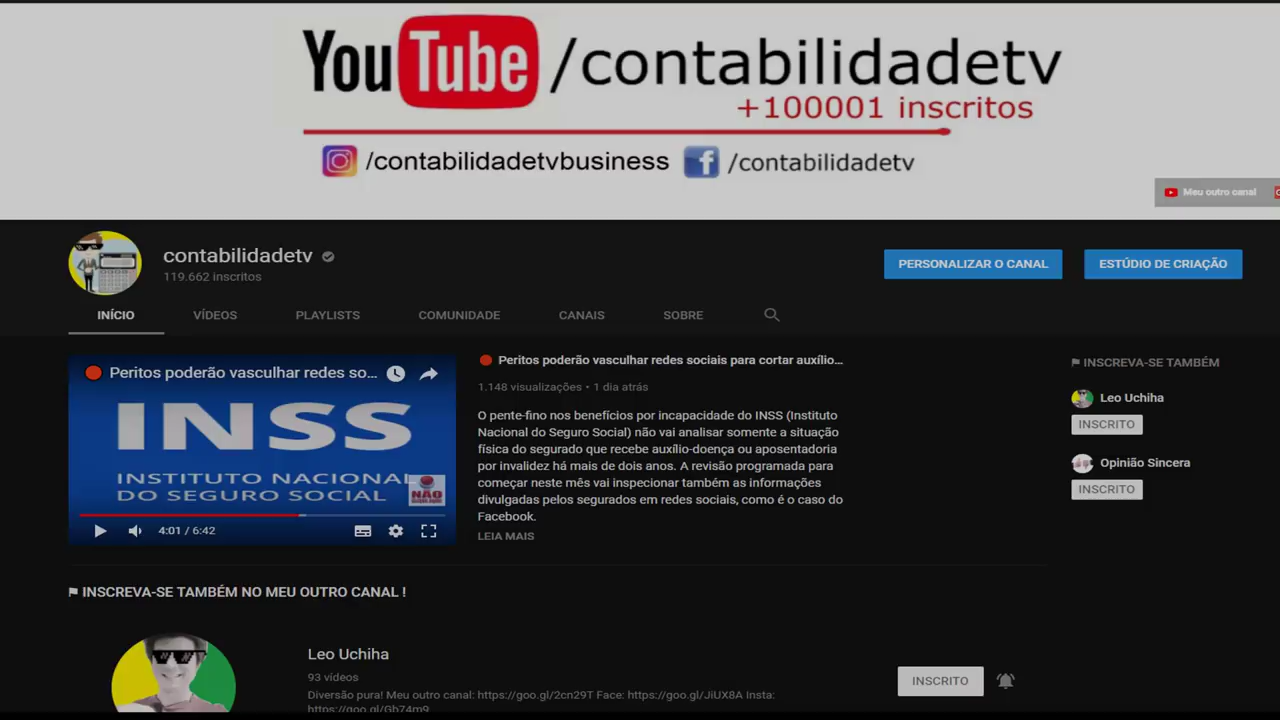 YouTube /contabilidadetv
+100001 inscritos
/contabilidadetvbusiness /contabilidadetv
Meu outro canal
contabilidadetv
119.662 inscritos
PERSONALIZAR O CANAL
ESTÚDIO DE CRIAÇÃO
INÍCIO VÍDEOS PLAYLISTS COMUNIDADE CANAIS SOBRE
Peritos poderão vasculhar redes so...
INSS
INSTITUTO NACIONAL
DO SEGURO SOCIAL
NÃO
4:01 / 6:42
Peritos poderão vasculhar redes sociais para cortar auxílio...
1.148 visualizações • 1 dia atrás
O pente-fino nos benefícios por incapacidade do INSS (Instituto
Nacional do Seguro Social) não vai analisar somente a situação
física do segurado que recebe auxílio-doença ou aposentadoria
por invalidez há mais de dois anos. A revisão programada para
começar neste mês vai inspecionar também as informações
divulgadas pelos segurados em redes sociais, como é o caso do
Facebook.
LEIA MAIS
INSCREVA-SE TAMBÉM
Leo Uchiha
INSCRITO
Opinião Sincera
INSCRITO
INSCREVA-SE TAMBÉM NO MEU OUTRO CANAL !
Leo Uchiha
93 vídeos
Diversão pura! Meu outro canal: https://goo.gl/2cn29T Face: https://goo.gl/JiUX8A Insta:
https://goo.gl/Gb74m9
INSCRITO